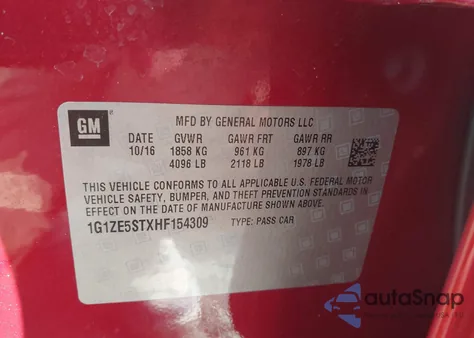 GM
MFD BY GENERAL MOTORS LLC
DATE GVWR GAWR FRT GAWR RR
10/16 1858 KG 961 KG 897 KG
4096 LB 2118 LB 1978 LB
THIS VEHICLE CONFORMS TO ALL APPLICABLE U.S. FEDERAL MOTOR
VEHICLE SAFETY, BUMPER, AND THEFT PREVENTION STANDARDS IN
EFFECT ON THE DATE OF MANUFACTURE SHOWN ABOVE.
1G1ZE5STXHF154309 TYPE: PASS CAR
autoSnap